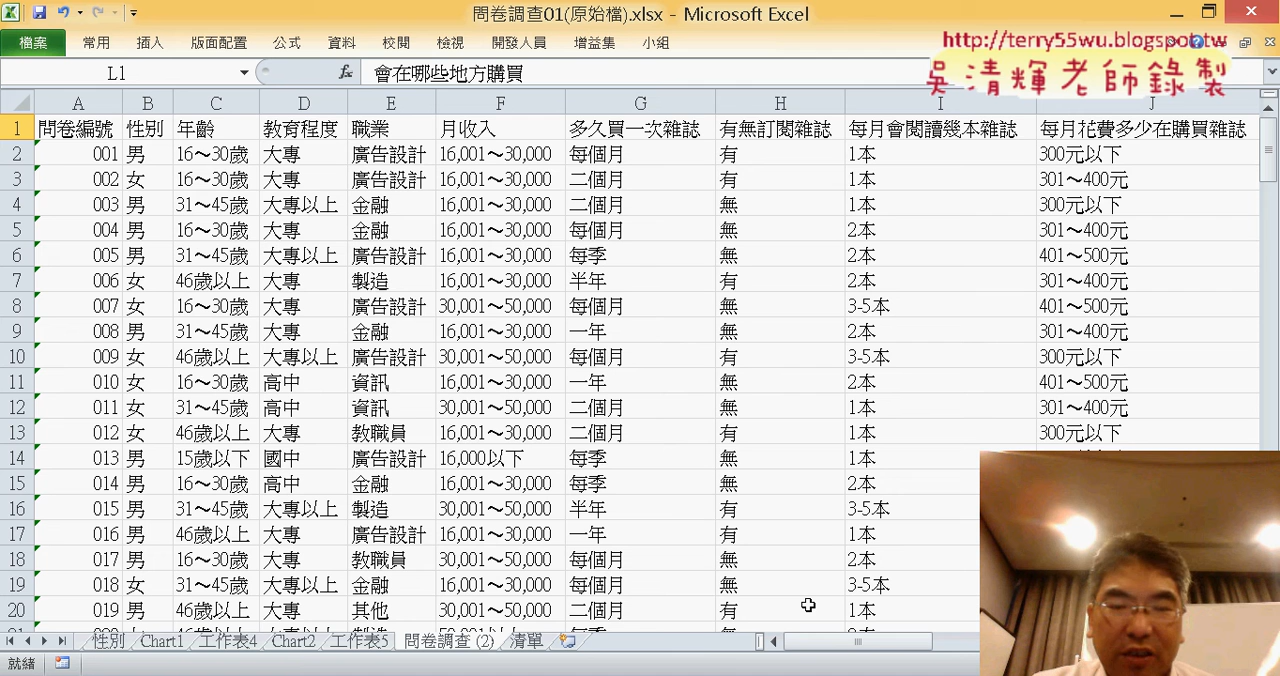 問卷調查01(原始檔).xlsx - Microsoft Excel
檔案 常用 插入 版面配置 公式 資料 校閱 檢視 開發人員 增益集 小組
http://terry55wu.blogspot.tw
吳清輝老師錄製
L1 fx 會在哪些地方購買
A B C D E F G H I J
1 問卷編號 性別 年齡 教育程度 職業 月收入 多久買一次雜誌 有無訂閱雜誌 每月會閱讀幾本雜誌 每月花費多少在購買雜誌
2 001 男 16～30歲 大專 廣告設計 16,001～30,000 每個月 有 1本 300元以下
3 002 女 16～30歲 大專 廣告設計 16,001～30,000 二個月 有 1本 301～400元
4 003 男 31～45歲 大專以上 金融 16,001～30,000 二個月 無 1本 300元以下
5 004 男 16～30歲 大專 金融 16,001～30,000 每個月 無 2本 301～400元
6 005 男 31～45歲 大專以上 廣告設計 16,001～30,000 每季 無 2本 401～500元
7 006 女 46歲以上 大專 製造 16,001～30,000 半年 有 2本 301～400元
8 007 女 16～30歲 大專 廣告設計 30,001～50,000 每個月 無 3-5本 401～500元
9 008 男 31～45歲 大專 金融 16,001～30,000 一年 無 2本 301～400元
10 009 女 46歲以上 大專以上 廣告設計 30,001～50,000 每個月 有 3-5本 300元以下
11 010 女 16～30歲 高中 資訊 16,001～30,000 一年 無 2本 401～500元
12 011 女 31～45歲 高中 資訊 30,001～50,000 二個月 無 1本 301～400元
13 012 女 46歲以上 大專 教職員 16,001～30,000 二個月 有 1本 300元以下
14 013 男 15歲以下 國中 廣告設計 16,000以下 每季 無 1本
15 014 男 16～30歲 高中 金融 16,001～30,000 每季 無 2本
16 015 男 31～45歲 大專以上 製造 16,001～30,000 半年 有 3-5本
17 016 男 46歲以上 大專 廣告設計 16,001～30,000 一年 有 1本
18 017 男 16～30歲 大專 教職員 30,001～50,000 每個月 無 2本
19 018 女 31～45歲 大專以上 金融 16,001～30,000 每個月 無 3-5本
20 019 男 46歲以上 大專 其他 30,001～50,000 二個月 有 1本
性別 Chart1 工作表4 Chart2 工作表5 問卷調查 (2) 清單
就緒